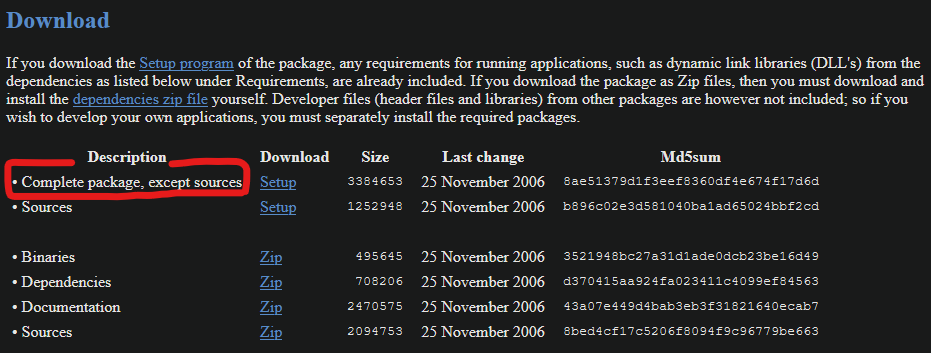 Download
If you download the Setup program of the package, any requirements for running applications, such as dynamic link libraries (DLL's) from the
dependencies as listed below under Requirements, are already included. If you download the package as Zip files, then you must download and
install the dependencies zip file yourself. Developer files (header files and libraries) from other packages are however not included; so if you
wish to develop your own applications, you must separately install the required packages.
Description Download Size Last change Md5sum
• Complete package, except sources Setup 3384653 25 November 2006 8ae51379d1f3eef8360df4e674f17d6d
• Sources Setup 1252948 25 November 2006 b896c02e3d581040ba1ad65024bbf2cd
• Binaries Zip 495645 25 November 2006 3521948bc27a31d1ade0dcb23be16d49
• Dependencies Zip 708206 25 November 2006 d370415aa924fa023411c4099ef84563
• Documentation Zip 2470575 25 November 2006 43a07e449d4bab3eb3f31821640ecab7
• Sources Zip 2094753 25 November 2006 8bed4cf17c5206f8094f9c96779be663